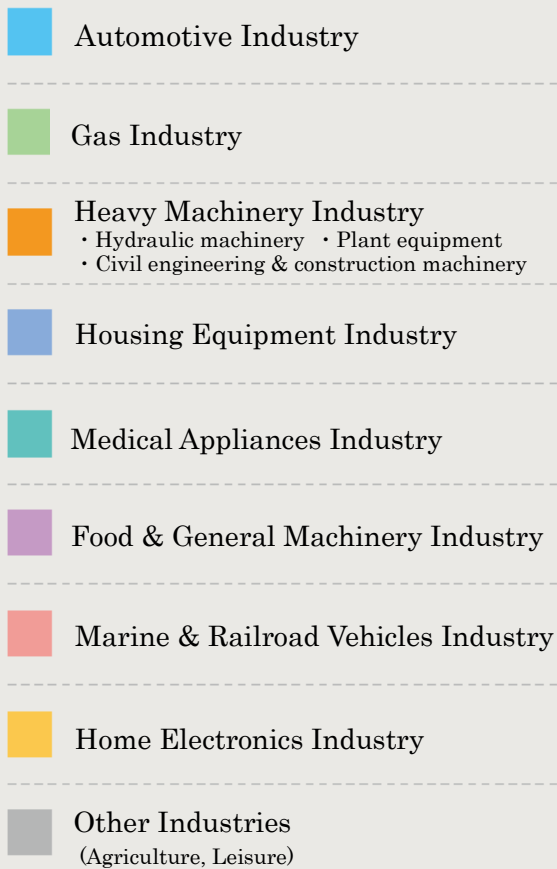 Automotive Industry
Gas Industry
Heavy Machinery Industry
・Hydraulic machinery ・Plant equipment
・Civil engineering & construction machinery
Housing Equipment Industry
Medical Appliances Industry
Food & General Machinery Industry
Marine & Railroad Vehicles Industry
Home Electronics Industry
Other Industries
(Agriculture, Leisure)